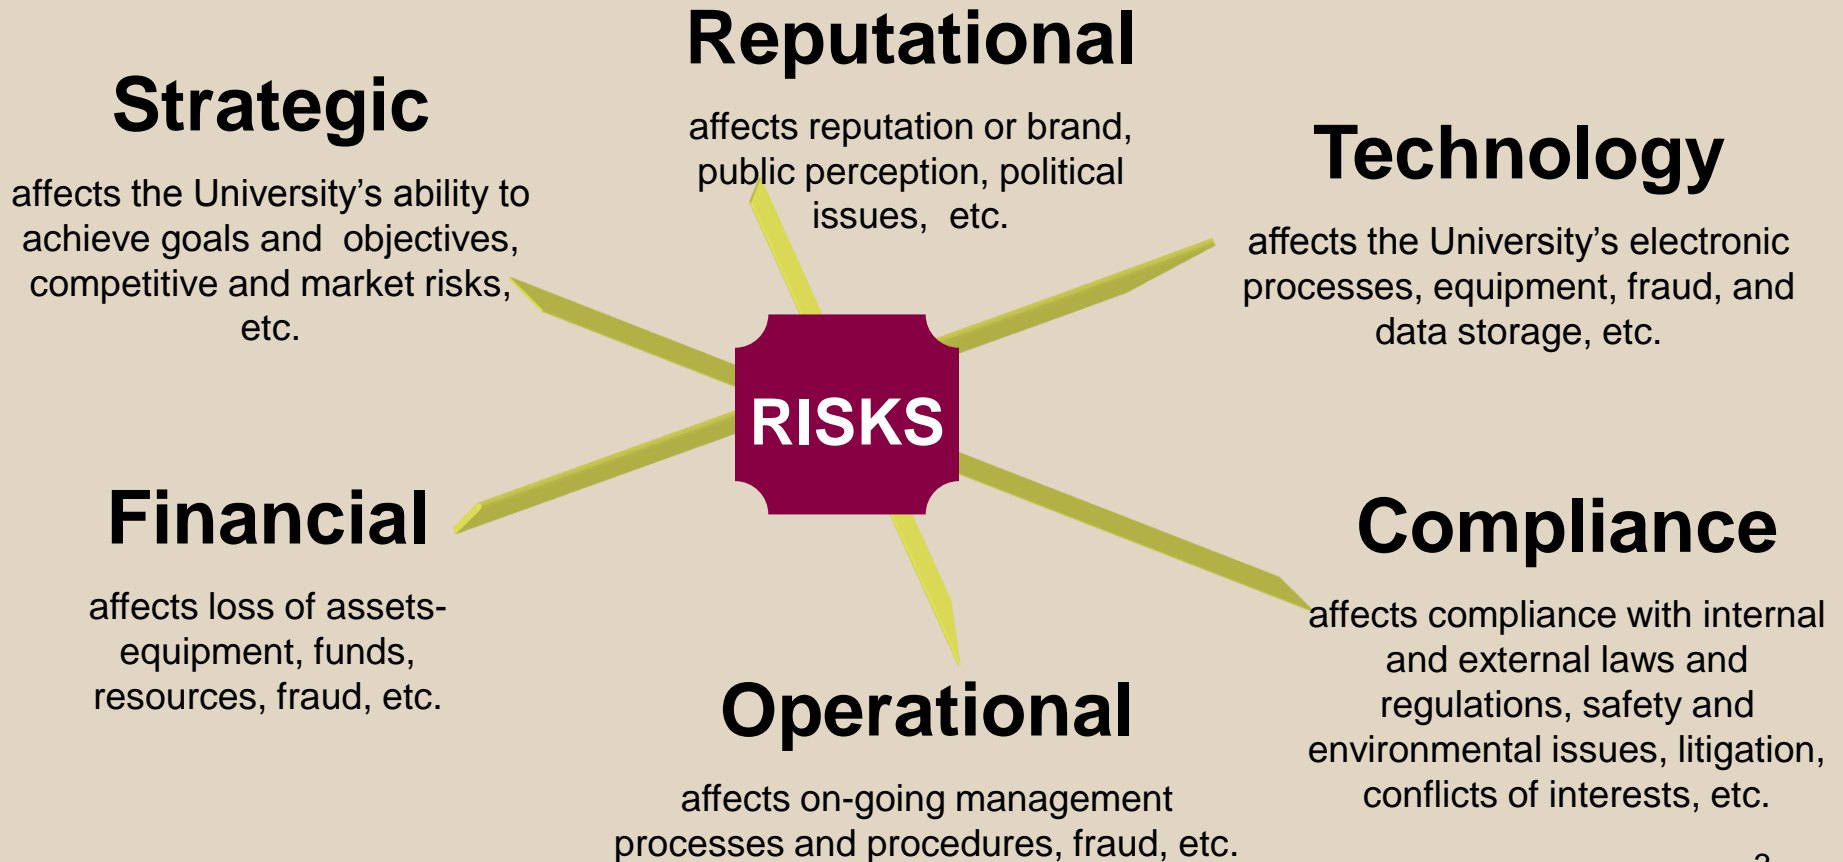 Reputational
affects reputation or brand,
public perception, political
issues, etc.
Strategic
affects the University’s ability to
achieve goals and objectives,
competitive and market risks,
etc.
Technology
affects the University’s electronic
processes, equipment, fraud, and
data storage, etc.
RISKS
Financial
affects loss of assets-
equipment, funds,
resources, fraud, etc.
Compliance
affects compliance with internal
and external laws and
regulations, safety and
environmental issues, litigation,
conflicts of interests, etc.
Operational
affects on-going management
processes and procedures, fraud, etc.